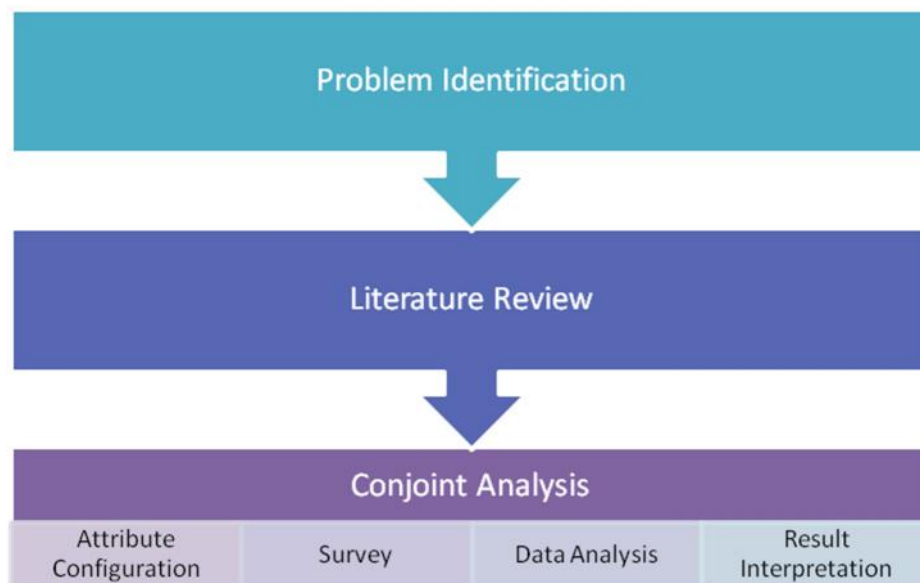 Problem Identification
Literature Review
Conjoint Analysis
Attribute
Configuration
Survey
Data Analysis
Result
Interpretation